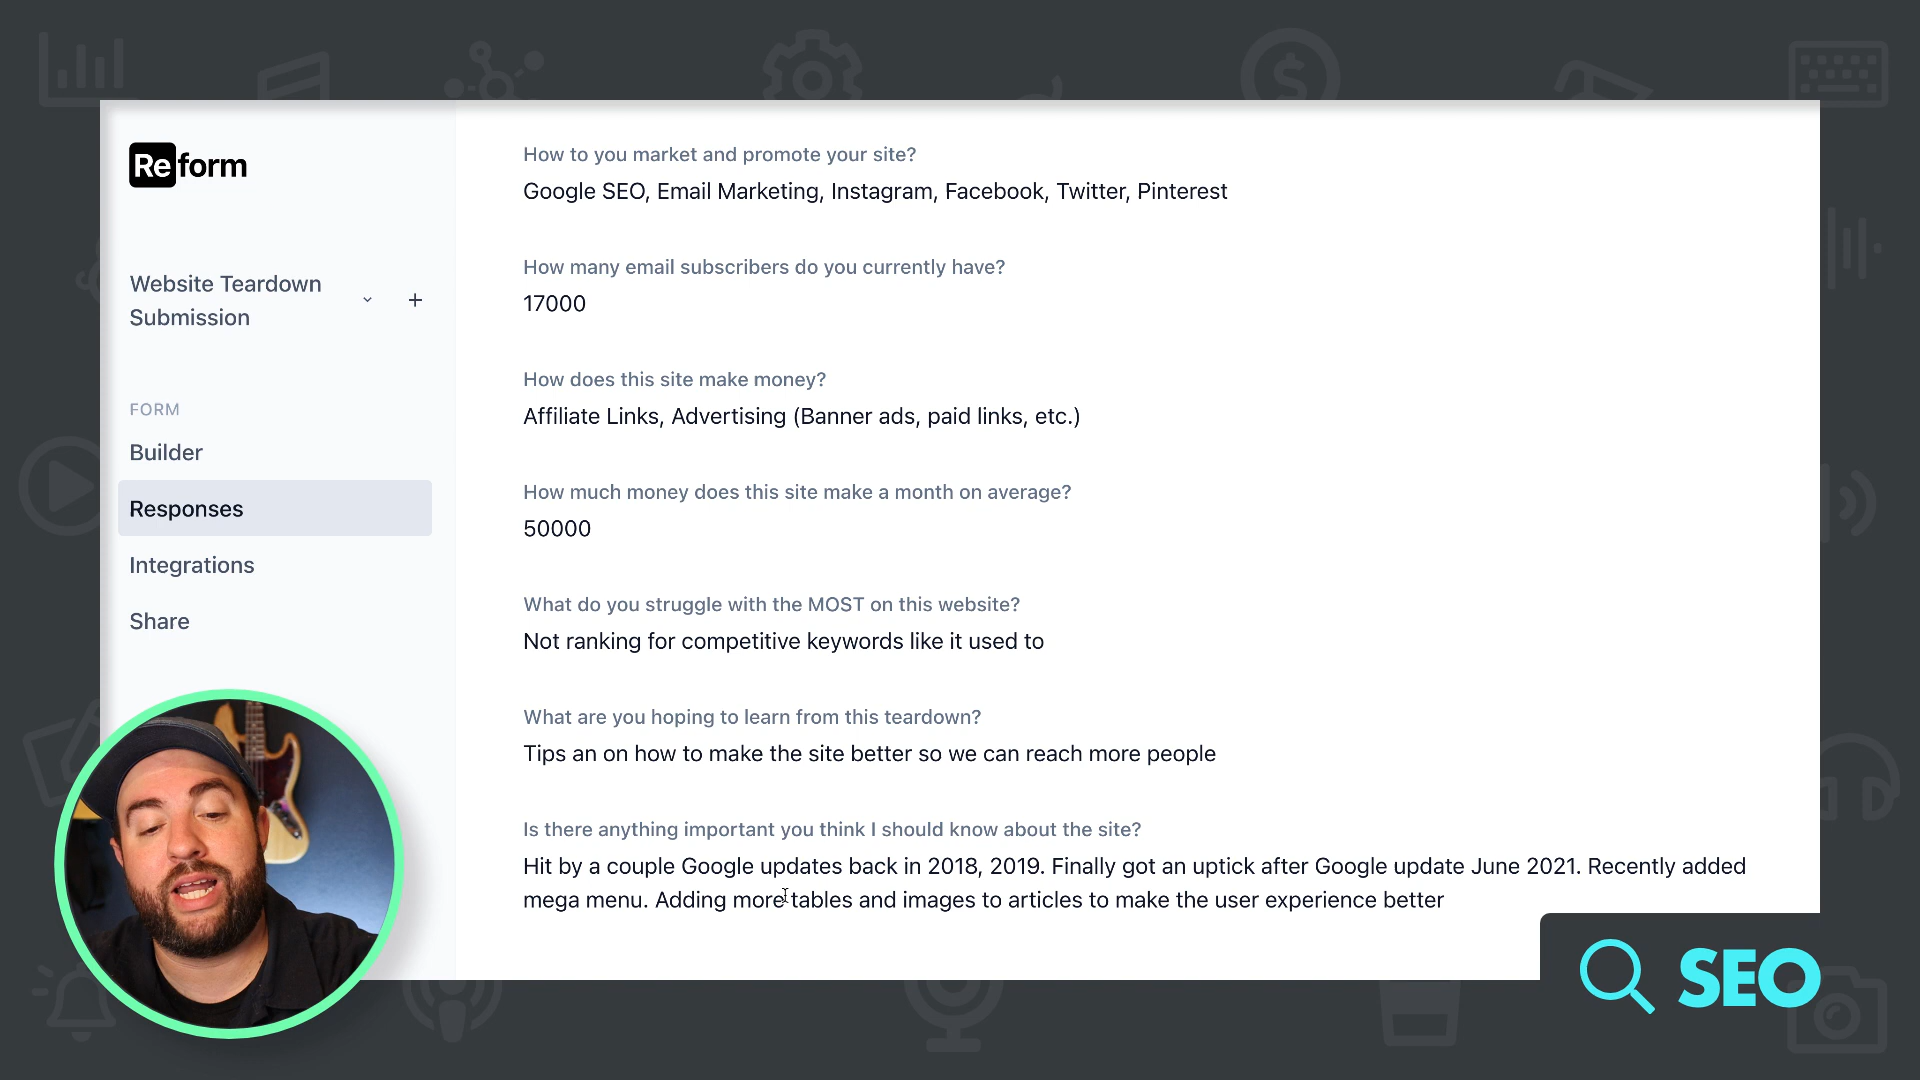 Reform
Website Teardown
Submission
FORM
Builder
Responses
Integrations
Share
How to you market and promote your site?
Google SEO, Email Marketing, Instagram, Facebook, Twitter, Pinterest
How many email subscribers do you currently have?
17000
How does this site make money?
Affiliate Links, Advertising (Banner ads, paid links, etc.)
How much money does this site make a month on average?
50000
What do you struggle with the MOST on this website?
Not ranking for competitive keywords like it used to
What are you hoping to learn from this teardown?
Tips an on how to make the site better so we can reach more people
Is there anything important you think I should know about the site?
Hit by a couple Google updates back in 2018, 2019. Finally got an uptick after Google update June 2021. Recently added
mega menu. Adding more tables and images to articles to make the user experience better
SEO